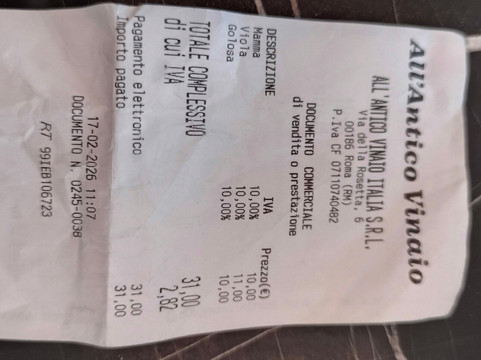 All'Antico Vinaio
ALL'ANTICO VINAIO ITALIA S.R.L.
Via della Rosetta, 6
00186 Roma (RM)
P.Iva CF 07110740482
DOCUMENTO COMMERCIALE
di vendita o prestazione
DESCRIZIONE IVA Prezzo(€)
Mamma 10,00% 10,00
Viola 10,00% 11,00
Golosa 10,00% 10,00
TOTALE COMPLESSIVO 31,00
di cui IVA 2,82
Pagamento elettronico 31,00
Importo pagato 31,00
17-02-2026 11:07
DOCUMENTO N. 0245-0038
RT 99IEB106723